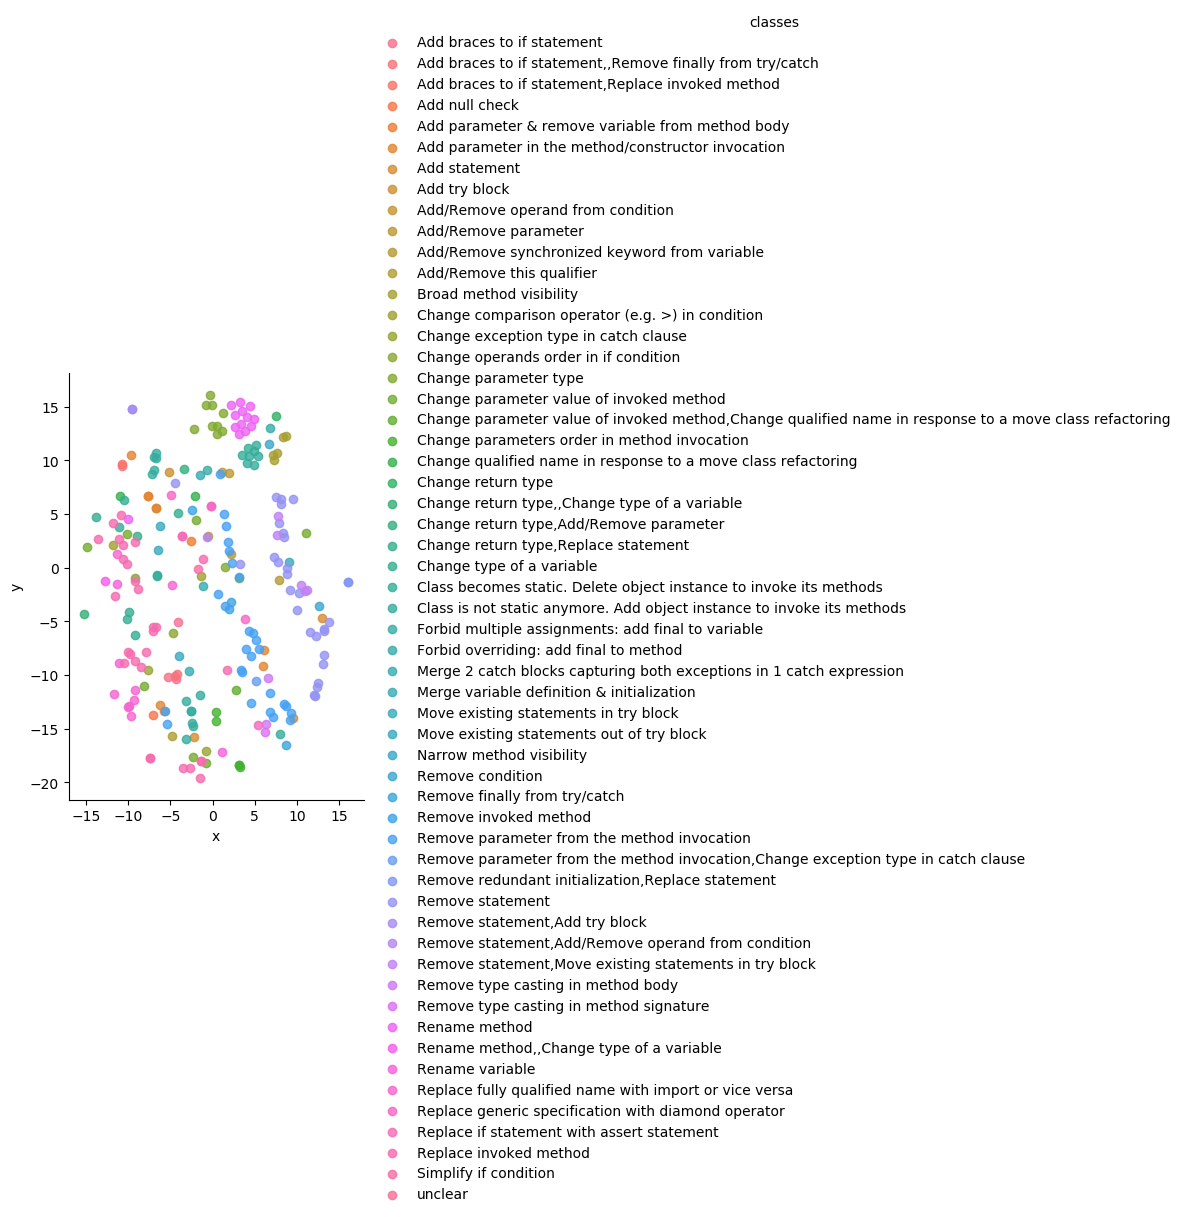 classes
Add braces to if statement
Add braces to if statement,,Remove finally from try/catch
Add braces to if statement,Replace invoked method
Add null check
Add parameter & remove variable from method body
Add parameter in the method/constructor invocation
Add statement
Add try block
Add/Remove operand from condition
Add/Remove parameter
Add/Remove synchronized keyword from variable
Add/Remove this qualifier
Broad method visibility
Change comparison operator (e.g. >) in condition
Change exception type in catch clause
Change operands order in if condition
Change parameter type
Change parameter value of invoked method
Change parameter value of invoked method,Change qualified name in response to a move class refactoring
Change parameters order in method invocation
Change qualified name in response to a move class refactoring
Change return type
Change return type,,Change type of a variable
Change return type,Add/Remove parameter
Change return type,Replace statement
Change type of a variable
Class becomes static. Delete object instance to invoke its methods
Class is not static anymore. Add object instance to invoke its methods
Forbid multiple assignments: add final to variable
Forbid overriding: add final to method
Merge 2 catch blocks capturing both exceptions in 1 catch expression
Merge variable definition & initialization
Move existing statements in try block
Move existing statements out of try block
Narrow method visibility
Remove condition
Remove finally from try/catch
Remove invoked method
Remove parameter from the method invocation
Remove parameter from the method invocation,Change exception type in catch clause
Remove redundant initialization,Replace statement
Remove statement
Remove statement,Add try block
Remove statement,Add/Remove operand from condition
Remove statement,Move existing statements in try block
Remove type casting in method body
Remove type casting in method signature
Rename method
Rename method,,Change type of a variable
Rename variable
Replace fully qualified name with import or vice versa
Replace generic specification with diamond operator
Replace if statement with assert statement
Replace invoked method
Simplify if condition
unclear
15
10
5
0
−5
−10
−15
−20
y
−15 −10 −5 0 5 10 15
x